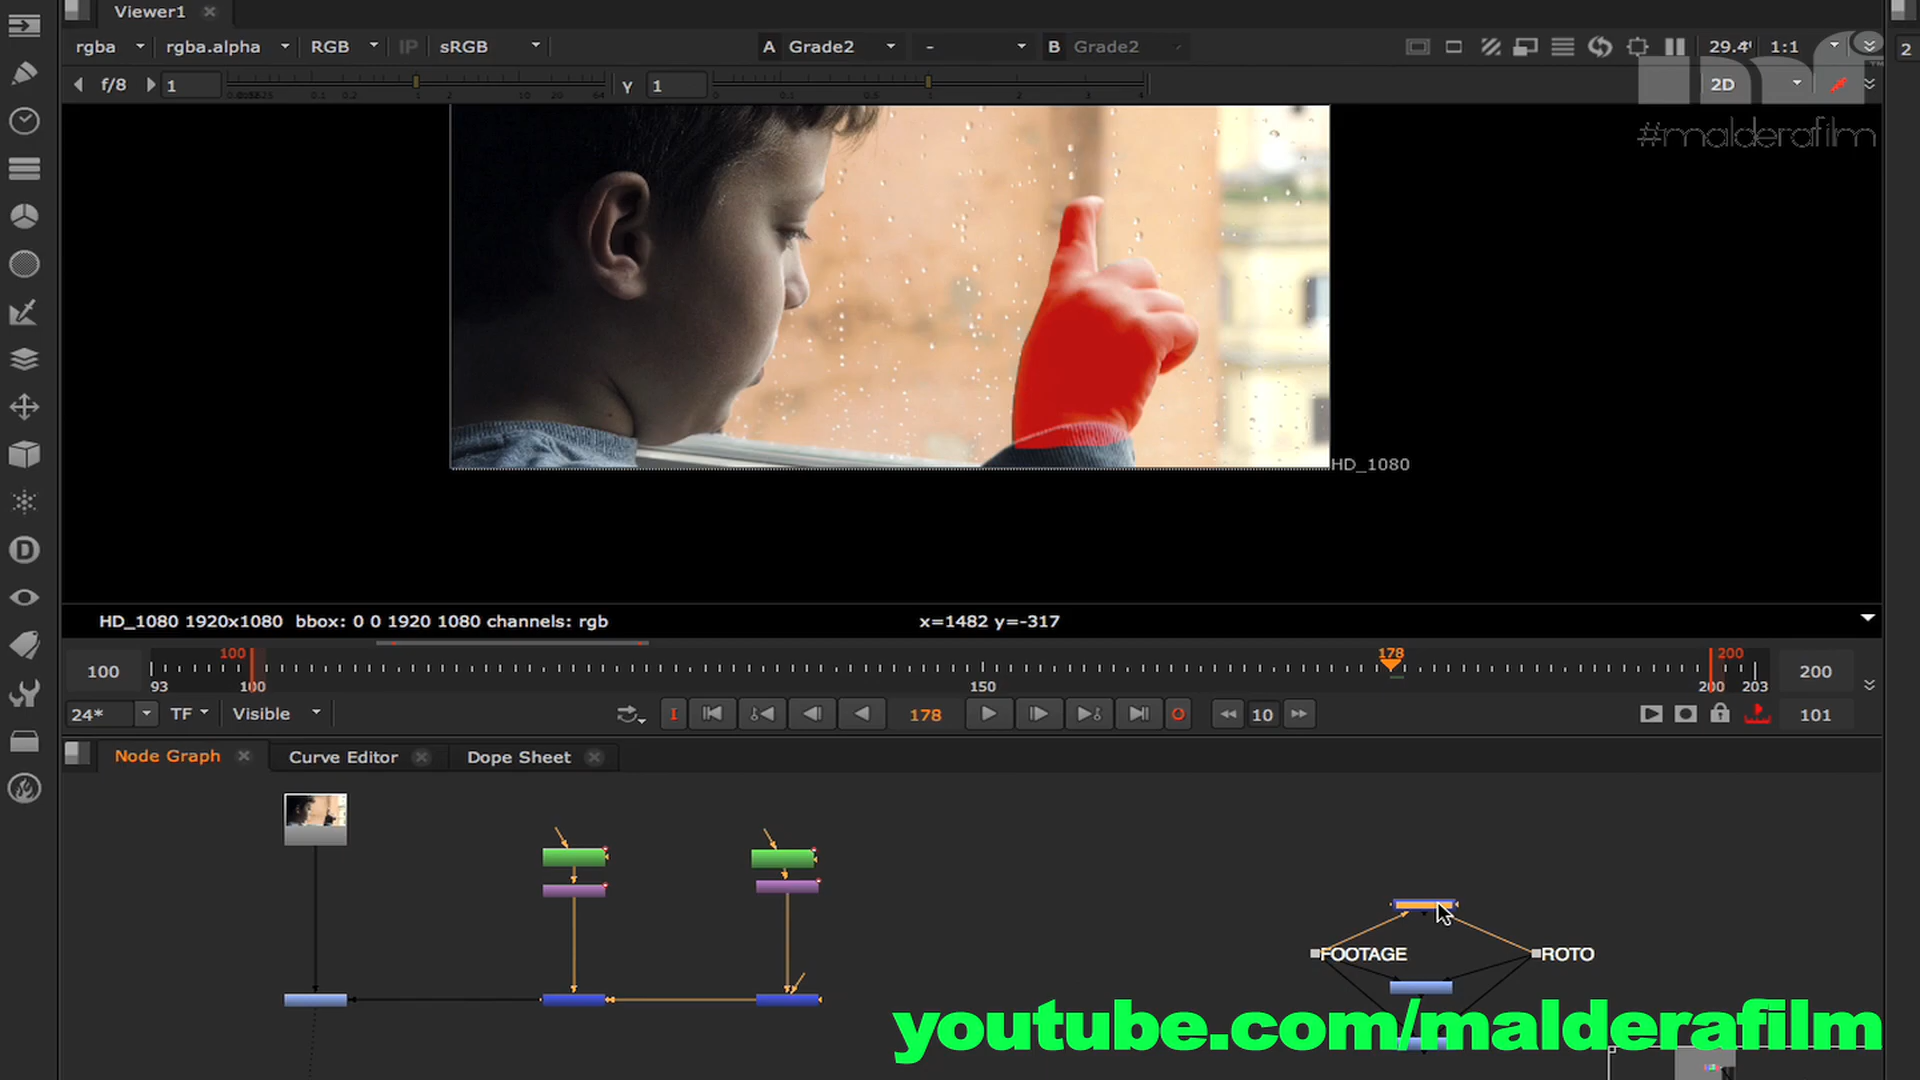 Viewer1
rgba rgba.alpha RGB IP sRGB A Grade2 - B Grade2 29.4 1:1 2
f/8 1 Y 1 2D
#malderafilm
HD_1080
HD_1080 1920x1080 bbox: 0 0 1920 1080 channels: rgb x=1482 y=-317
100 178 200
100 200
93 100 150 200 203
24* TF Visible I 178 10 101
Node Graph Curve Editor Dope Sheet
FOOTAGE ROTO
youtube.com/malderafilm